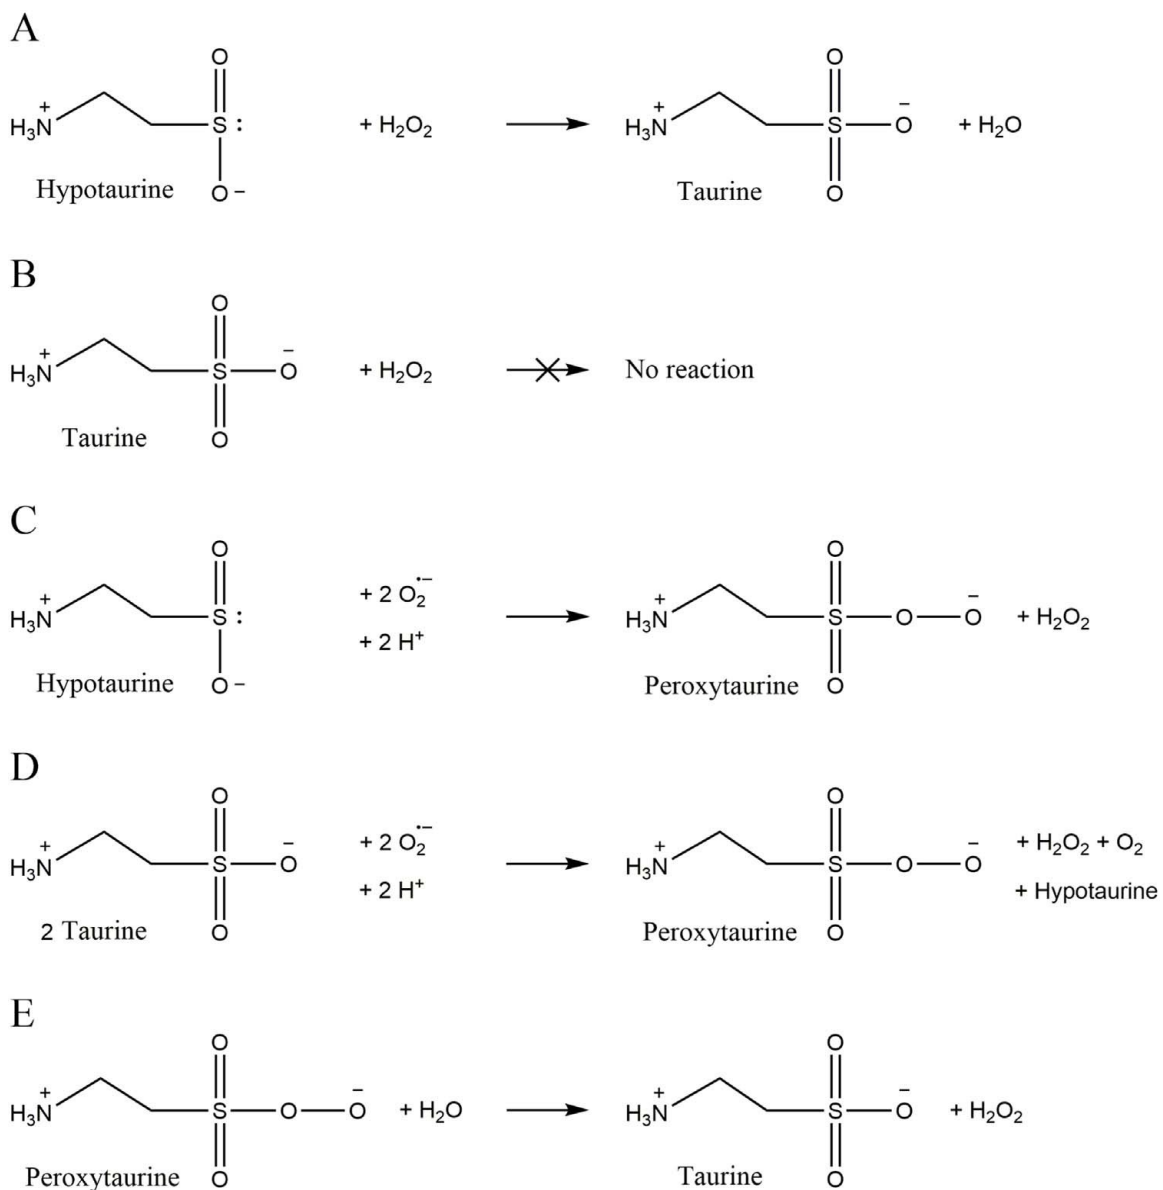 A
O
H₃N⁺ S: + H₂O₂ H₃N⁺ S O⁻ + H₂O
O
O−
Hypotaurine
O
Taurine
B
O
H₃N⁺ S O⁻ + H₂O₂ No reaction
O
Taurine
C
O O
H₃N⁺ S: + 2 O₂•− + 2 H⁺ H₃N⁺ S O O⁻ + H₂O₂
O− O
Hypotaurine Peroxytaurine
D
O O
H₃N⁺ S O⁻ + 2 O₂•− + 2 H⁺ H₃N⁺ S O O⁻ + H₂O₂ + O₂ + Hypotaurine
O O
2 Taurine Peroxytaurine
E
O O
H₃N⁺ S O O⁻ + H₂O H₃N⁺ S O⁻ + H₂O₂
O O
Peroxytaurine Taurine